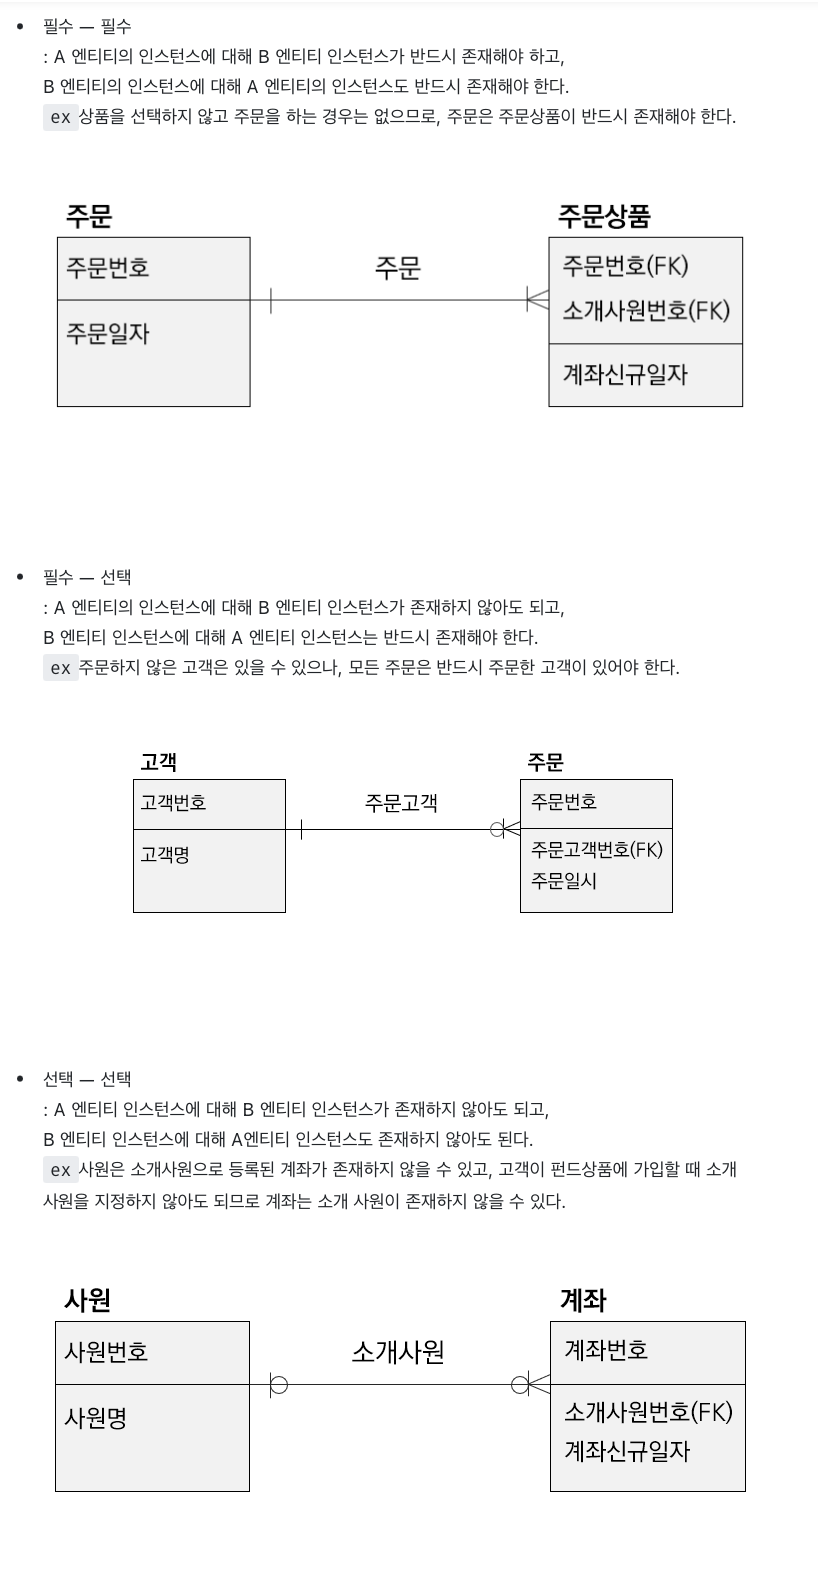 • 필수 — 필수
: A 엔티티의 인스턴스에 대해 B 엔티티 인스턴스가 반드시 존재해야 하고,
B 엔티티의 인스턴스에 대해 A 엔티티의 인스턴스도 반드시 존재해야 한다.
ex 상품을 선택하지 않고 주문을 하는 경우는 없으므로, 주문은 주문상품이 반드시 존재해야 한다.
주문
주문번호
주문일자
주문
주문상품
주문번호(FK)
소개사원번호(FK)
계좌신규일자
• 필수 — 선택
: A 엔티티의 인스턴스에 대해 B 엔티티 인스턴스가 존재하지 않아도 되고,
B 엔티티 인스턴스에 대해 A 엔티티 인스턴스는 반드시 존재해야 한다.
ex 주문하지 않은 고객은 있을 수 있으나, 모든 주문은 반드시 주문한 고객이 있어야 한다.
고객
고객번호
고객명
주문고객
주문
주문번호
주문고객번호(FK)
주문일시
• 선택 — 선택
: A 엔티티 인스턴스에 대해 B 엔티티 인스턴스가 존재하지 않아도 되고,
B 엔티티 인스턴스에 대해 A엔티티 인스턴스도 존재하지 않아도 된다.
ex 사원은 소개사원으로 등록된 계좌가 존재하지 않을 수 있고, 고객이 펀드상품에 가입할 때 소개
사원을 지정하지 않아도 되므로 계좌는 소개 사원이 존재하지 않을 수 있다.
사원
사원번호
사원명
소개사원
계좌
계좌번호
소개사원번호(FK)
계좌신규일자